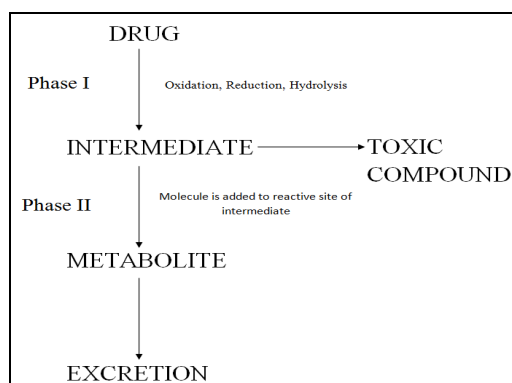 DRUG
Phase I
Oxidation, Reduction, Hydrolysis
INTERMEDIATE
TOXIC
COMPOUND
Phase II
Molecule is added to reactive site of
intermediate
METABOLITE
EXCRETION